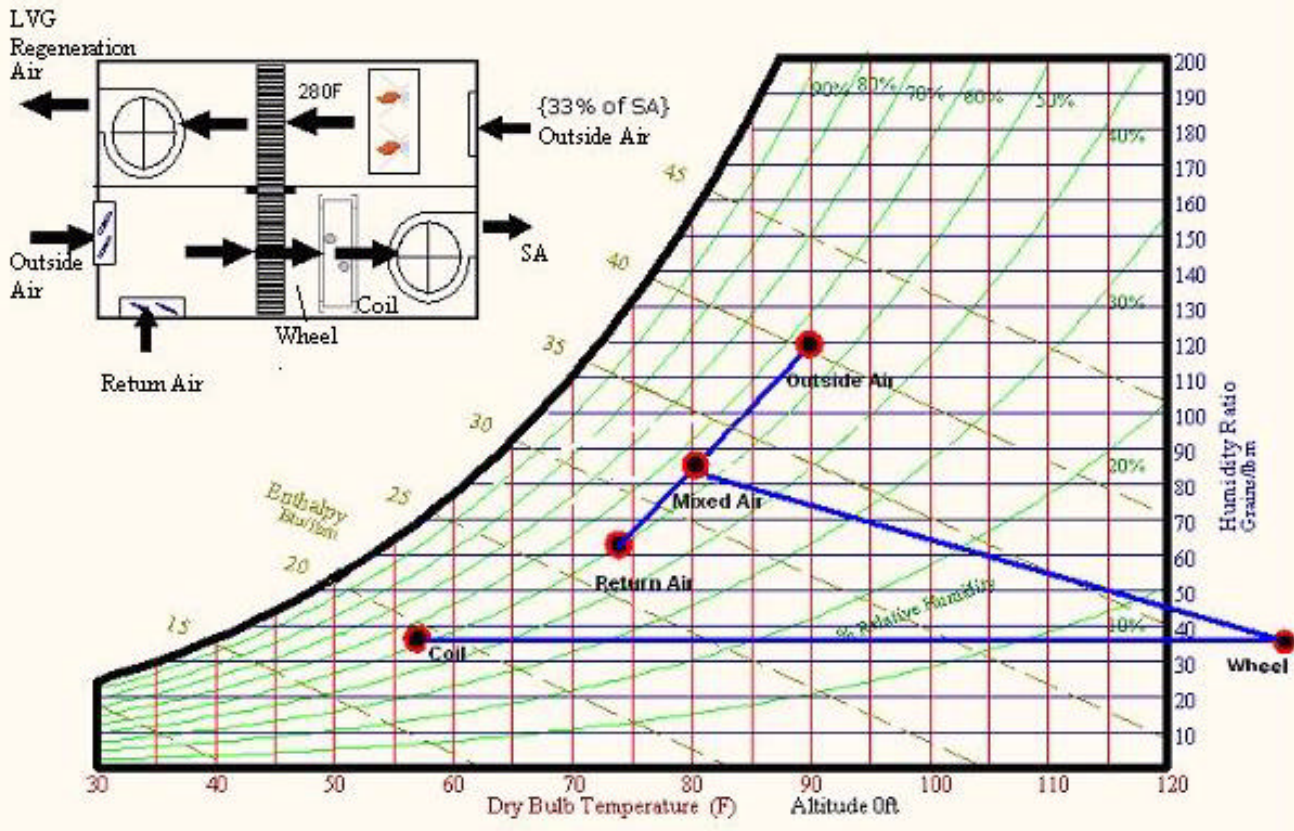 LVG
Regeneration
Air
280F
{33% of SA}
Outside Air
Outside
Air
SA
Coil
Wheel
Return Air
90%
80%
70%
60%
50%
40%
30%
20%
10%
200
190
180
170
160
150
140
130
120
110
100
90
80
70
60
50
40
30
20
10
Humidity Ratio
Grains/lbm
45
40
35
30
25
20
15
Enthalpy
Btu/lbm
Outside Air
Mixed Air
Return Air
% Relative Humidity
Coil
Wheel
30
40
50
60
70
80
90
100
110
120
Dry Bulb Temperature (F)
Altitude 0ft